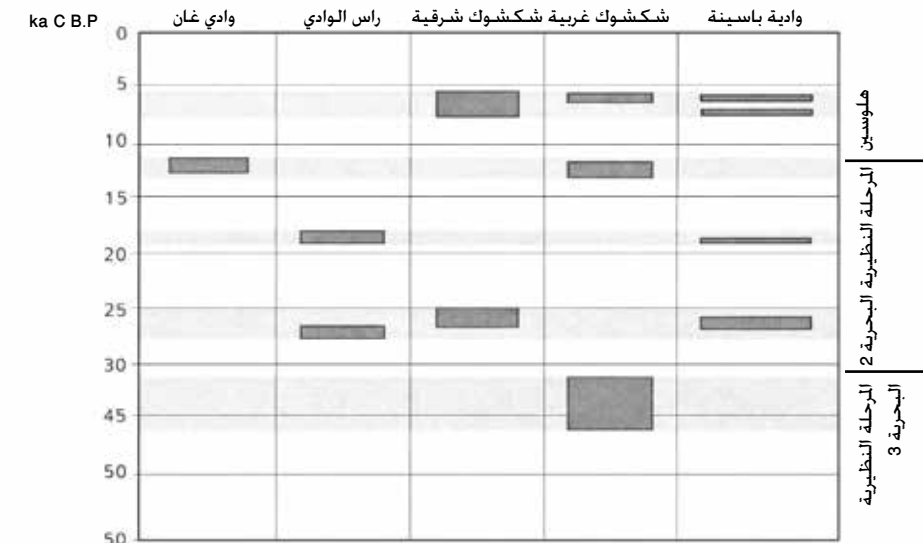 ka C B.P
وادي غان
راس الوادي
شكشوك شرقية
شكشوك غربية
وادية باسينة
0
5
10
15
20
25
30
45
50
50
هلوسين
المرحلة النظيرية البحرية 2
المرحلة النظيرية
البحرية 3